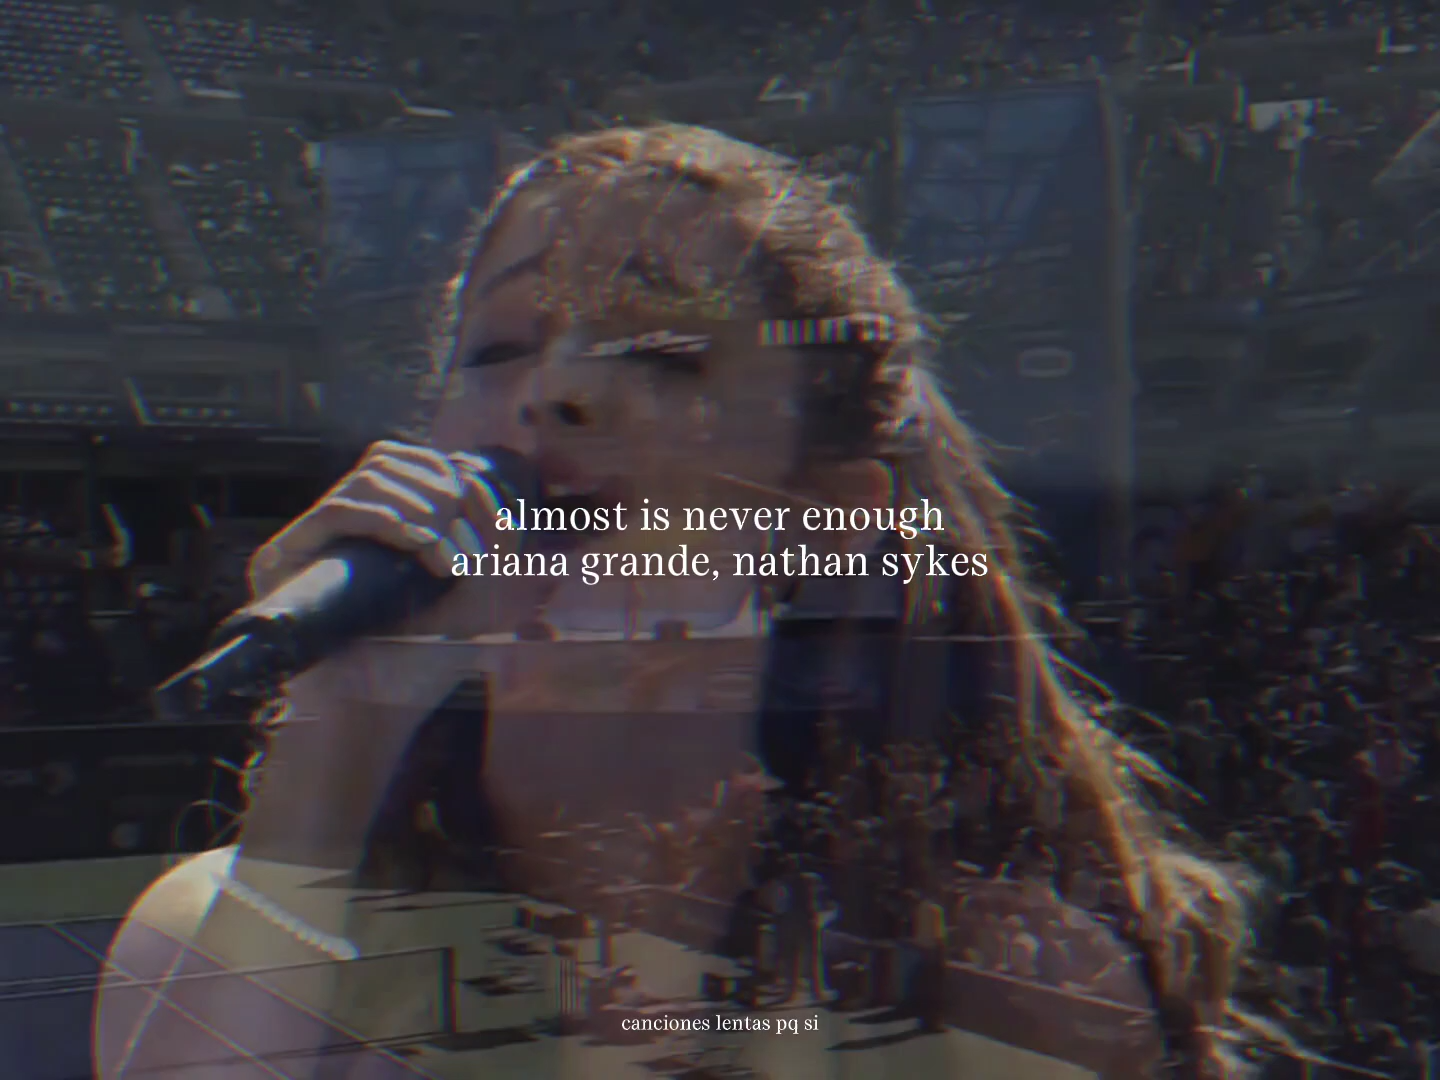 almost is never enough
ariana grande, nathan sykes
canciones lentas pq si